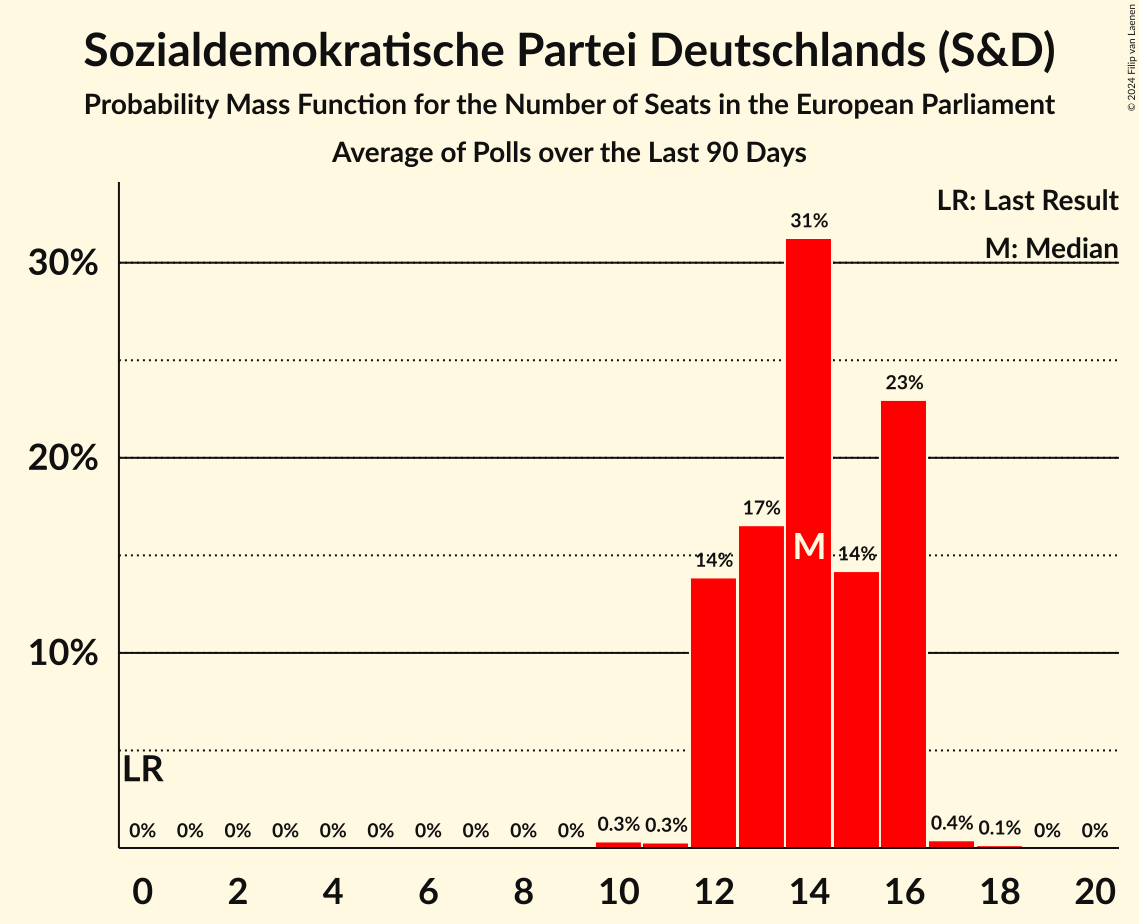 Sozialdemokratische Partei Deutschlands (S&D)
Probability Mass Function for the Number of Seats in the European Parliament
Average of Polls over the Last 90 Days
© 2024 Filip van Laenen
LR: Last Result
M: Median
30%
20%
10%
31%
23%
17%
14%
14%
M
LR
0% 0% 0% 0% 0% 0% 0% 0% 0% 0% 0.3% 0.3% 0.4% 0.1% 0% 0%
0 2 4 6 8 10 12 14 16 18 20